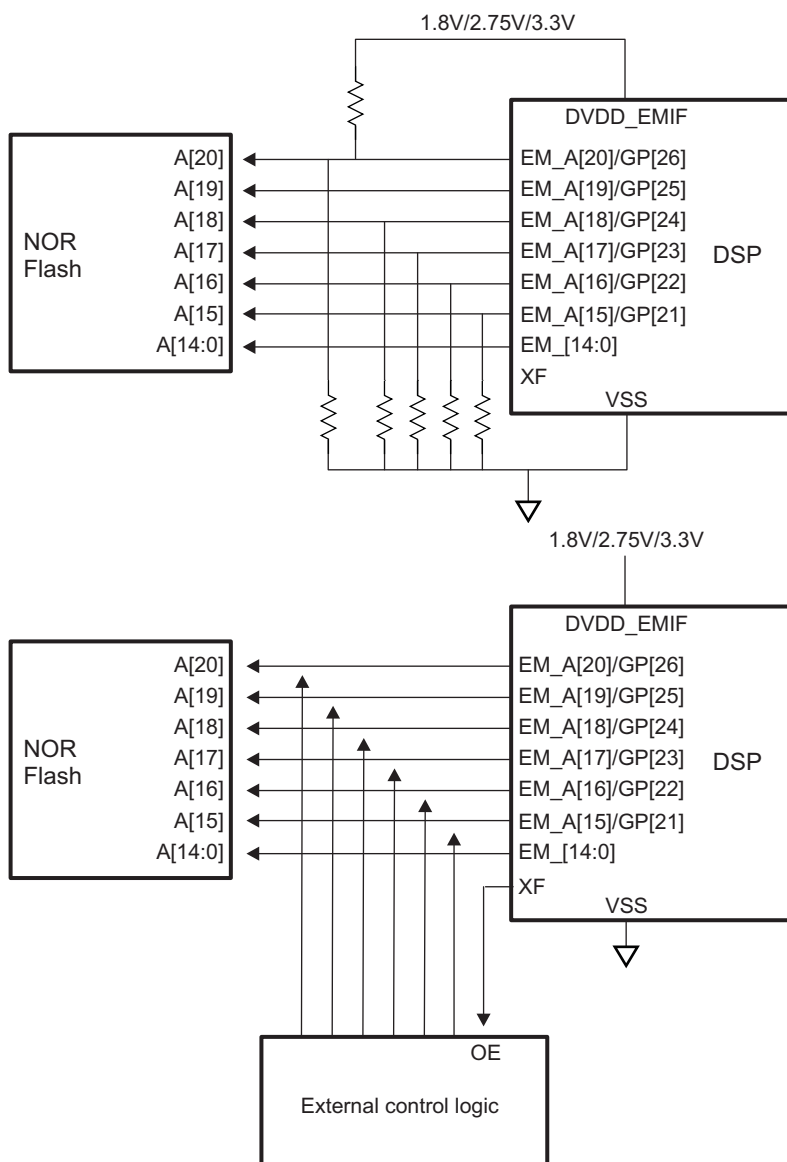 1.8V/2.75V/3.3V
DVDD_EMIF
A[20]
EM_A[20]/GP[26]
A[19]
EM_A[19]/GP[25]
A[18]
EM_A[18]/GP[24]
NOR
Flash
A[17]
EM_A[17]/GP[23]
DSP
A[16]
EM_A[16]/GP[22]
A[15]
EM_A[15]/GP[21]
A[14:0]
EM_[14:0]
XF
VSS
1.8V/2.75V/3.3V
DVDD_EMIF
A[20]
EM_A[20]/GP[26]
A[19]
EM_A[19]/GP[25]
A[18]
EM_A[18]/GP[24]
NOR
Flash
A[17]
EM_A[17]/GP[23]
DSP
A[16]
EM_A[16]/GP[22]
A[15]
EM_A[15]/GP[21]
A[14:0]
EM_[14:0]
XF
VSS
OE
External control logic